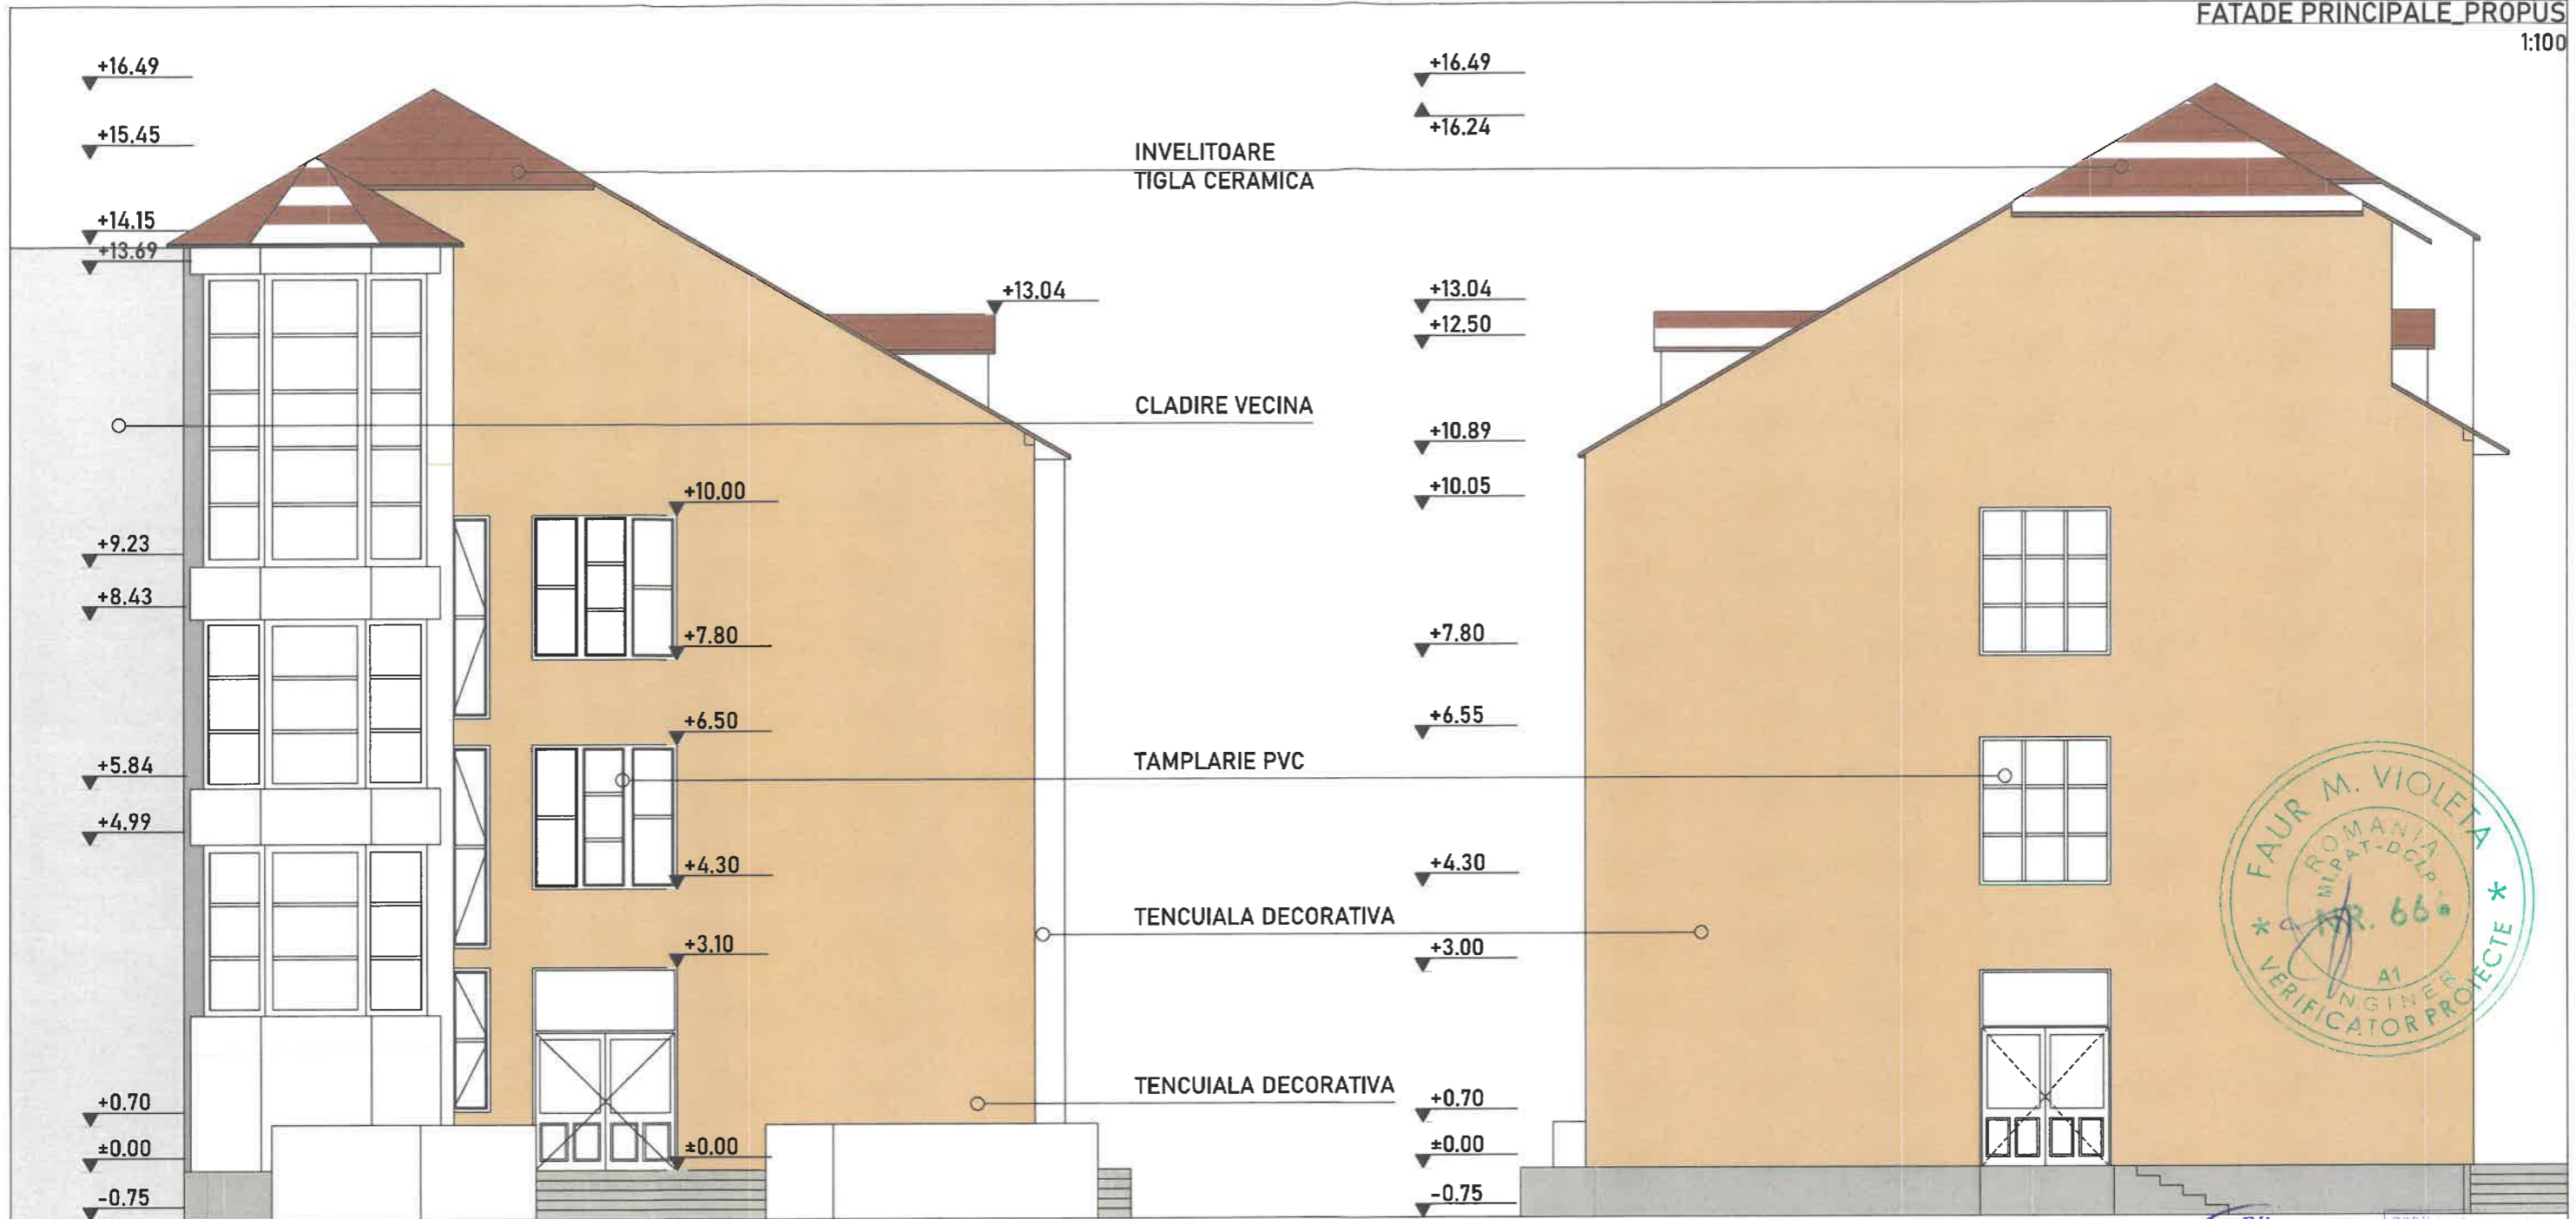 FATADE PRINCIPALE_PROPUS
1:100
+16.49
+15.45
+14.15
+13.69
+9.23
+8.43
+5.84
+4.99
+0.70
±0.00
-0.75
+13.04
+10.00
+7.80
+6.50
+4.30
+3.10
±0.00
INVELITOARE
TIGLA CERAMICA
CLADIRE VECINA
TAMPLARIE PVC
TENCUIALA DECORATIVA
TENCUIALA DECORATIVA
+16.49
+16.24
+13.04
+12.50
+10.89
+10.05
+7.80
+6.55
+4.30
+3.00
+0.70
±0.00
-0.75
* FAUR M. VIOLETA *
VERIFICATOR PROIECTE
ROMANIA
MLPAT-DCLP
NR. 66
A1
INGINER